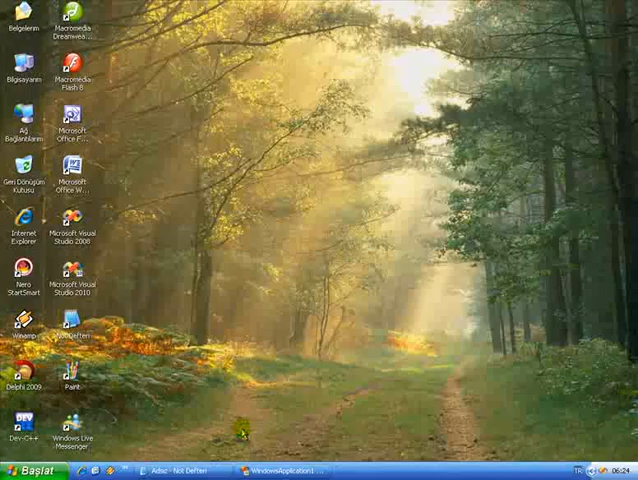 Belgelerim
Macromedia
Dreamwea...
Bilgisayarım
Macromedia
Flash 8
Ağ
Bağlantılarım
Microsoft
Office F...
Geri Dönüşüm
Kutusu
Microsoft
Office W...
Internet
Explorer
Microsoft Visual
Studio 2008
Nero
StartSmart
Microsoft Visual
Studio 2010
Winamp
Not Defteri
Delphi 2009
Paint
DEV
Dev-C++
Windows Live
Messenger
Başlat
Adsız - Not Defteri
WindowsApplication1 ...
TR
06:24